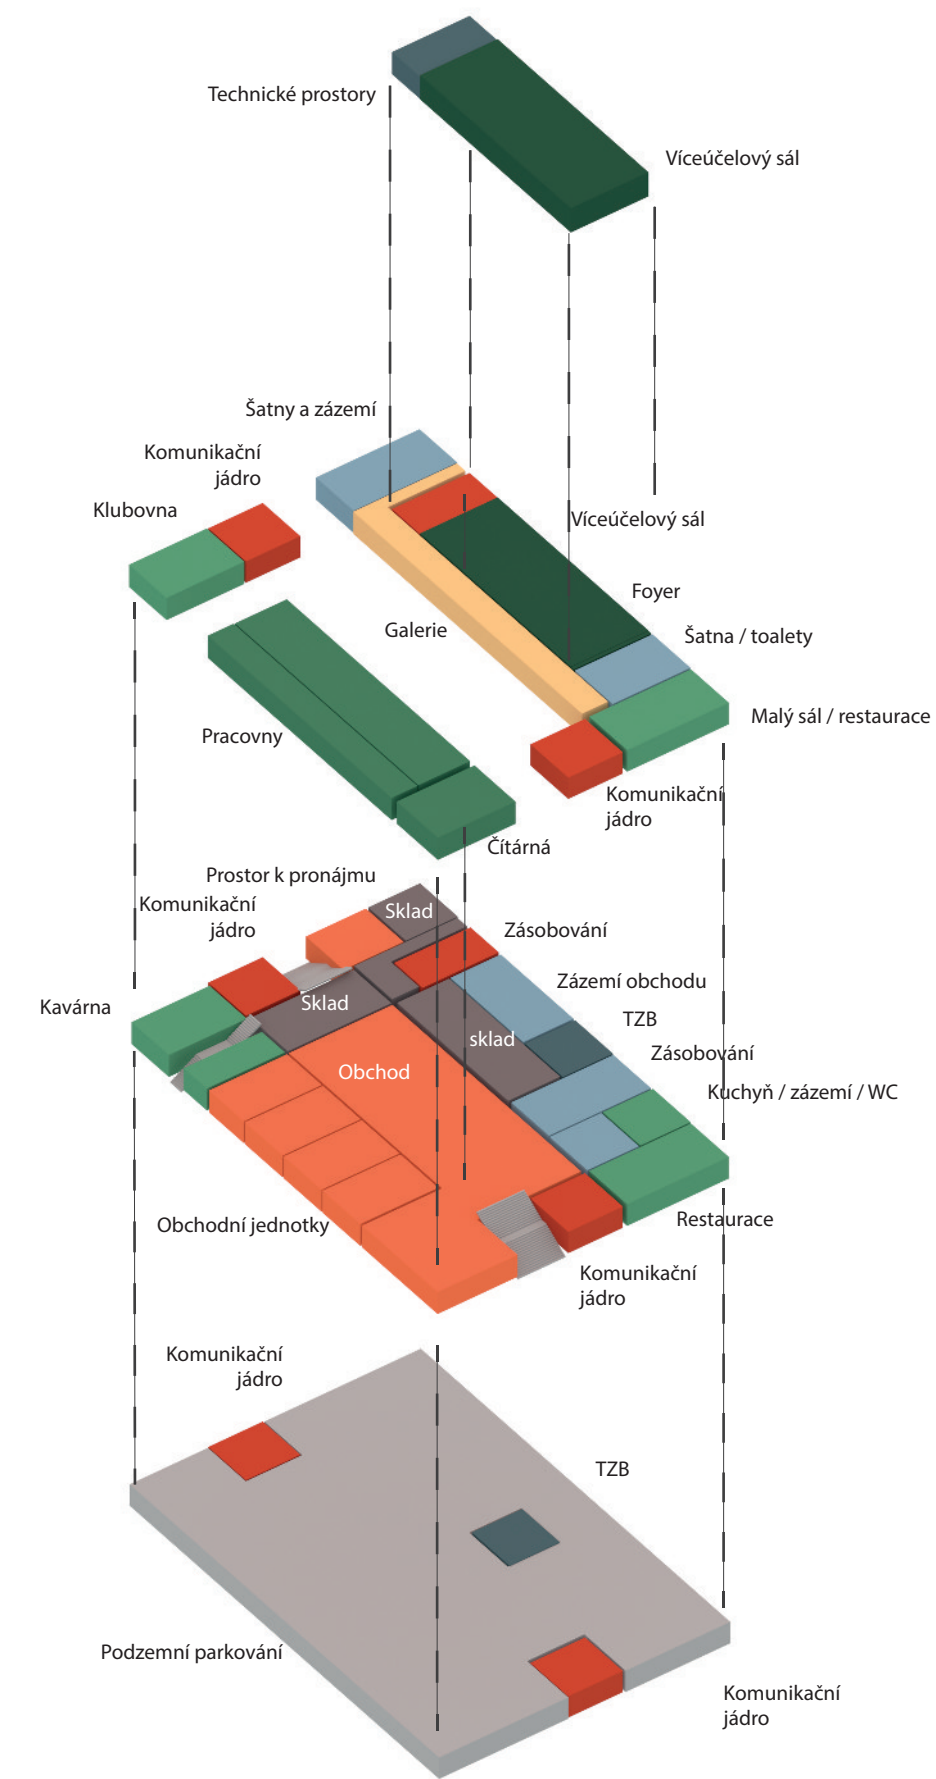 Technické prostory
Víceúčelový sál
Šatny a zázemí
Komunikační
jádro
Klubovna
Víceúčelový sál
Foyer
Galerie
Šatna / toalety
Malý sál / restaurace
Pracovny
Komunikační
jádro
Čítárná
Prostor k pronájmu
Komunikační
jádro
Sklad
Zásobování
Zázemí obchodu
Kavárna
Sklad
TZB
sklad
Zásobování
Obchod
Kuchyň / zázemí / WC
Obchodní jednotky
Restaurace
Komunikační
jádro
Komunikační
jádro
TZB
Podzemní parkování
Komunikační
jádro